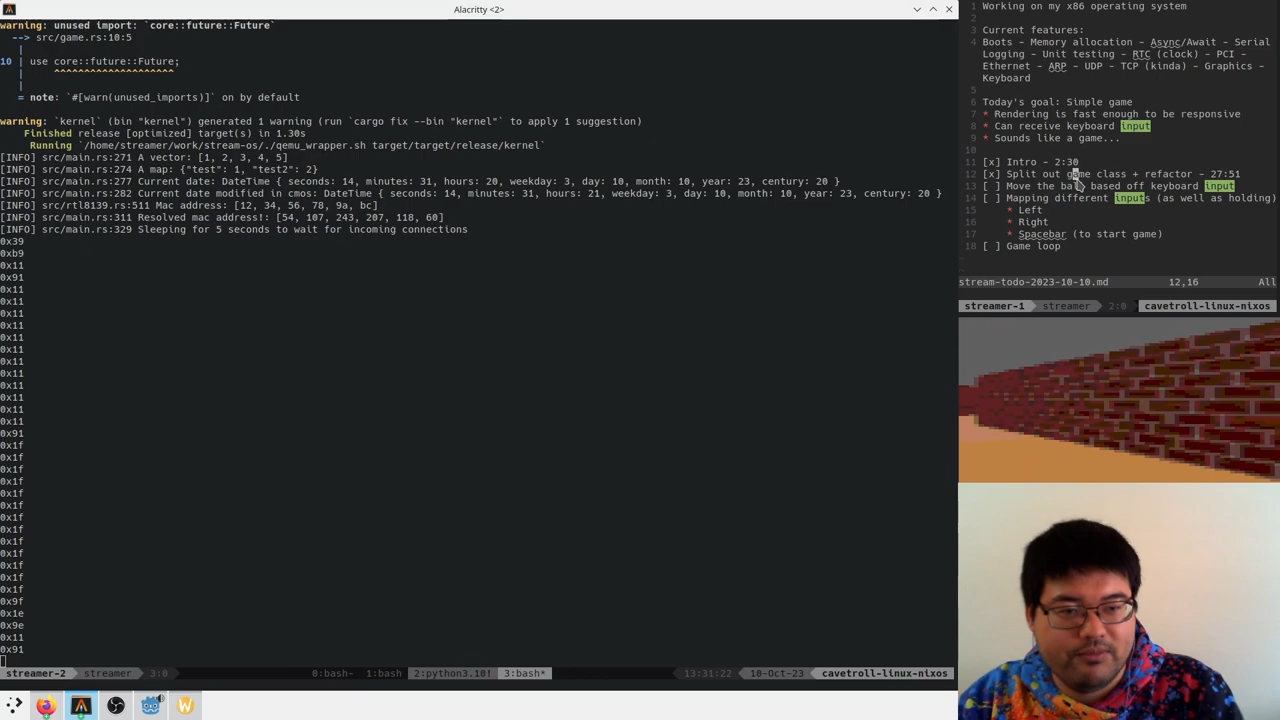 Alacritty <2>
warning: unused import: `core::future::Future`
--> src/game.rs:10:5
|
10 | use core::future::Future;
| ^^^^^^^^^^^^^^^^^^^^
|
= note: `#[warn(unused_imports)]` on by default
warning: `kernel` (bin "kernel") generated 1 warning (run `cargo fix --bin "kernel"` to apply 1 suggestion)
Finished release [optimized] target(s) in 1.30s
Running `/home/streamer/work/stream-os/./qemu_wrapper.sh target/target/release/kernel`
[INFO] src/main.rs:271 A vector: [1, 2, 3, 4, 5]
[INFO] src/main.rs:274 A map: {"test": 1, "test2": 2}
[INFO] src/main.rs:277 Current date: DateTime { seconds: 14, minutes: 31, hours: 20, weekday: 3, day: 10, month: 10, year: 23, century: 20 }
[INFO] src/main.rs:282 Current date modified in cmos: DateTime { seconds: 14, minutes: 31, hours: 21, weekday: 3, day: 10, month: 10, year: 23, century: 20 }
[INFO] src/rtl8139.rs:511 Mac address: [12, 34, 56, 78, 9a, bc]
[INFO] src/main.rs:311 Resolved mac address!: [54, 107, 243, 207, 118, 60]
[INFO] src/main.rs:329 Sleeping for 5 seconds to wait for incoming connections
0x39
0xb9
0x11
0x91
0x11
0x11
0x11
0x11
0x11
0x11
0x11
0x11
0x11
0x11
0x11
0x11
0x91
0x1f
0x1f
0x1f
0x1f
0x1f
0x1f
0x1f
0x1f
0x1f
0x1f
0x1f
0x1f
0x1f
0x9f
0x1e
0x9e
0x11
0x91
streamer-2 streamer 3:0 0:bash- 1:bash 2:python3.10! 3:bash* 13:31:22 10-Oct-23 cavetroll-linux-nixos
1 Working on my x86 operating system
2
3 Current features:
4 Boots - Memory allocation - Async/Await - Serial
Logging - Unit testing - RTC (clock) - PCI -
Ethernet - ARP - UDP - TCP (kinda) - Graphics -
Keyboard
5
6 Today's goal: Simple game
7 * Rendering is fast enough to be responsive
8 * Can receive keyboard input
9 * Sounds like a game...
10
11 [x] Intro - 2:30
12 [x] Split out game class + refactor - 27:51
13 [ ] Move the ball based off keyboard input
14 [ ] Mapping different inputs (as well as holding)
15 * Left
16 * Right
17 * Spacebar (to start game)
18 [ ] Game loop
stream-todo-2023-10-10.md 12,16 All
streamer-1 streamer 2:0 cavetroll-linux-nixos